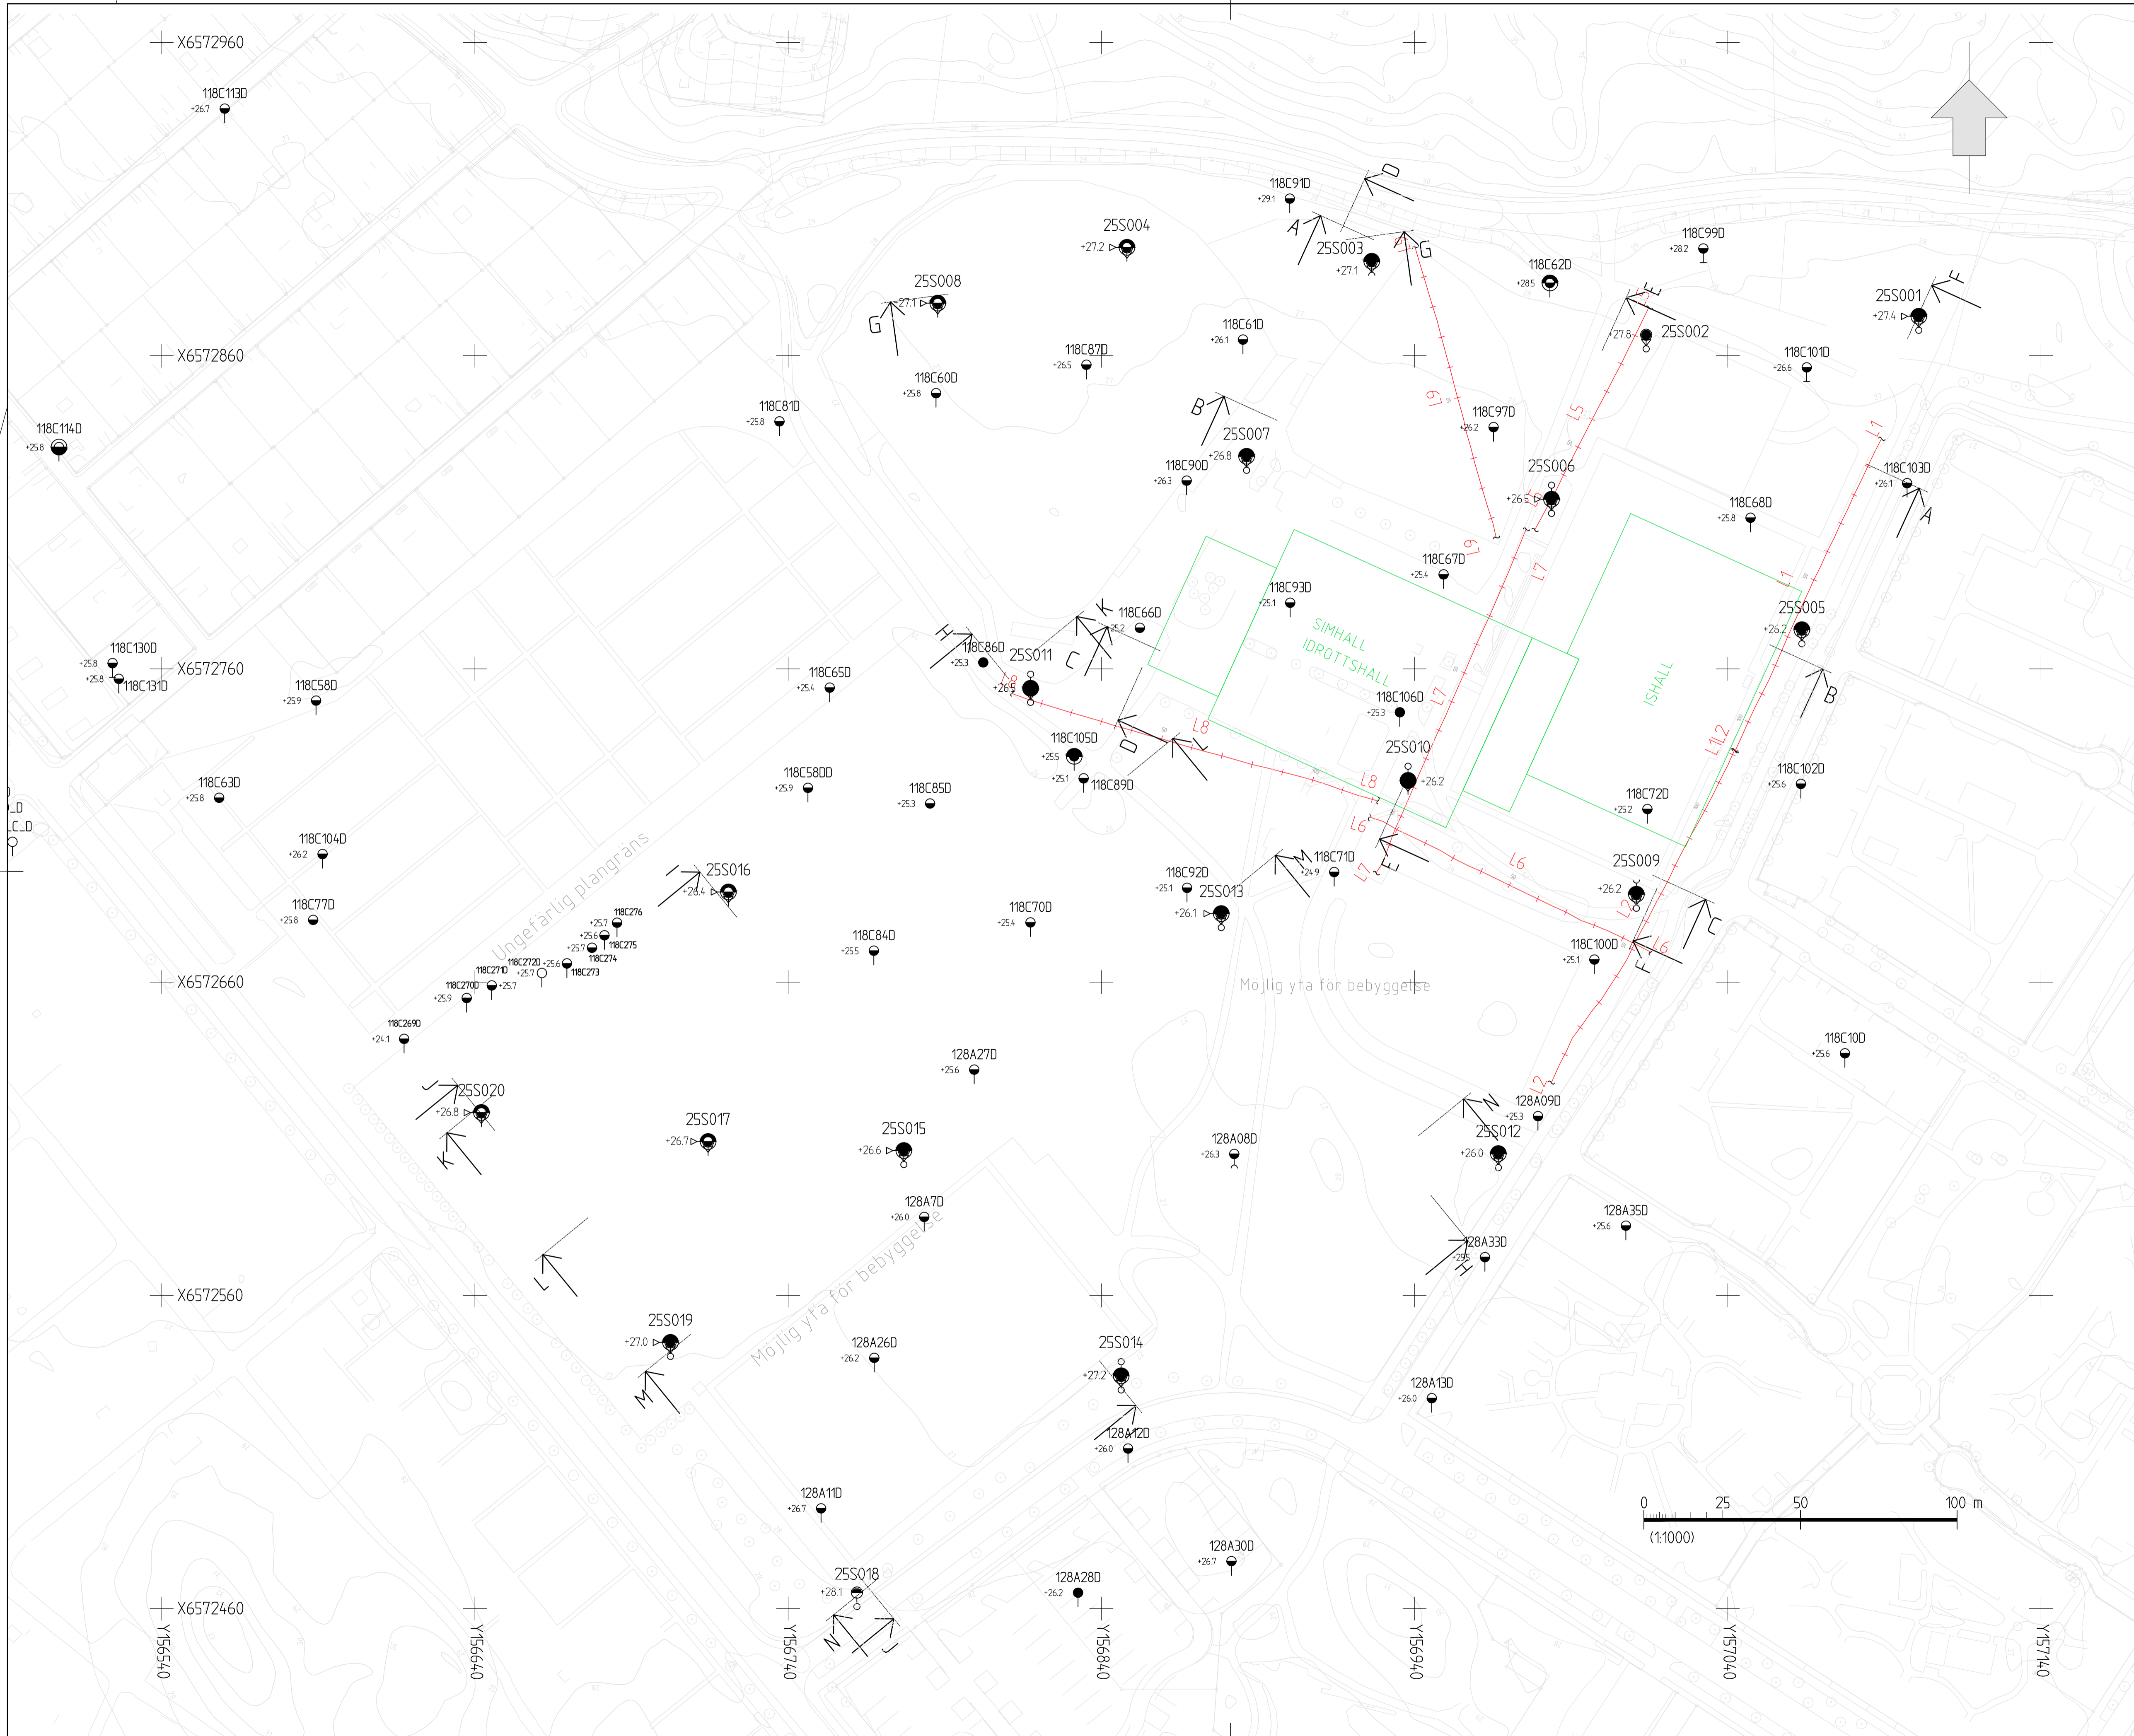 X6572960
118C113D
+26.7
118C91D
+29.1
D
A
25S004
+27.2
25S003
+27.1
G
118C99D
+28.2
118C62D
+28.5
25S008
+27.1
G
E
F
25S001
+27.4
118C61D
+26.1
25S002
+27.8
X6572860
118C87D
+26.5
118C101D
+26.6
118C60D
+25.8
118C81D
+25.8
B
L9
118C97D
+26.2
L5
L1
118C114D
+25.8
25S007
+26.8
118C90D
+26.3
25S006
+26.5
118C103D
+26.1
118C68D
+25.8
A
L9
118C67D
+25.4
L7
L1
118C93D
+25.1
K
118C66D
+25.2
SIMHALL
IDROTTSHALL
25S005
+26.2
H
118C86D
+25.3
25S011
+26.5
C
118C130D
+25.8
118C131D
+25.8
X6572760
118C58D
+25.9
118C65D
+25.4
L8
ISHALL
B
L7
118C106D
+25.3
L8
D
L
118C105D
+25.5
118C89D
+25.1
25S010
+26.2
L1
L2
118C63D
+25.8
118C58DD
+25.9
118C85D
+25.3
L8
118C102D
+25.6
118C72D
+25.2
L6
118C104D
+26.2
Ungefärlig plangräns
I
25S016
+26.4
118C92D
+25.1
25S013
+26.1
M
118C71D
+24.9
L7
E
L6
25S009
+26.2
L2
C
118C77D
+25.8
118C276
+25.7
118C275
+25.6
118C274
+25.7
118C273
+25.6
118C272D
+25.7
118C271D
+25.7
118C270D
+25.9
118C84D
+25.5
118C70D
+25.4
118C100D
+25.1
L6
F
X6572660
Möjlig yta för bebyggelse
118C269D
+24.1
128A27D
+25.6
118C10D
+25.6
J
25S020
+26.8
K
L2
N
128A09D
+25.3
25S012
+26.0
25S017
+26.7
25S015
+26.6
128A08D
+26.3
128A7D
+26.0
128A35D
+25.6
128A33D
+25.5
H
L
Möjlig yta för bebyggelse
X6572560
25S019
+27.0
M
128A26D
+26.2
25S014
+27.2
I
128A13D
+26.0
128A12D
+26.0
128A11D
+26.7
0 25 50 100 m
(1:1000)
128A30D
+26.7
25S018
+28.1
128A28D
+26.2
N
J
X6572460
Y156540
Y156640
Y156740
Y156840
Y156940
Y157040
Y157140